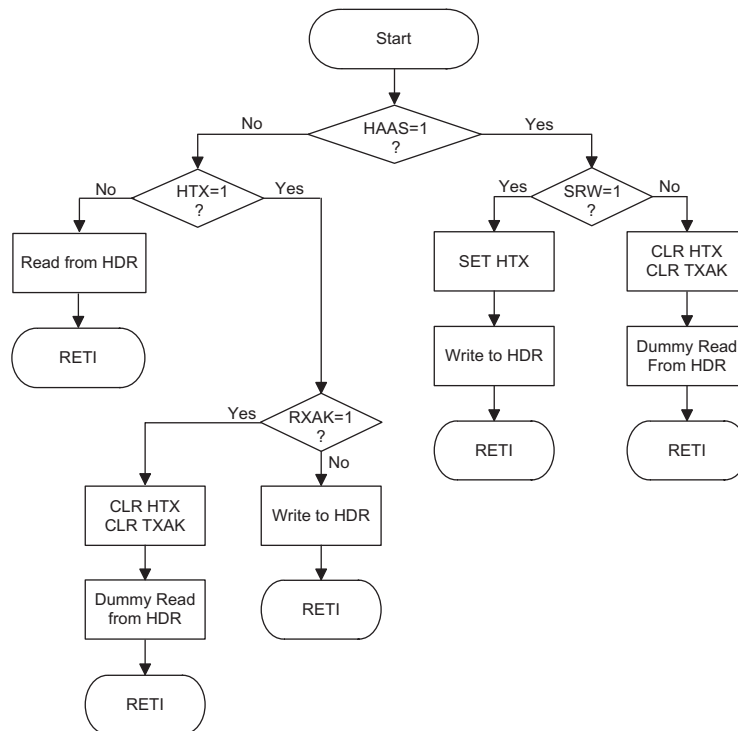 Start
No
HAAS=1
?
Yes
No
HTX=1
?
Yes
Yes
SRW=1
?
No
Read from HDR
SET HTX
CLR HTX
CLR TXAK
RETI
Write to HDR
Dummy Read
From HDR
Yes
RXAK=1
?
No
RETI
RETI
CLR HTX
CLR TXAK
Write to HDR
Dummy Read
from HDR
RETI
RETI